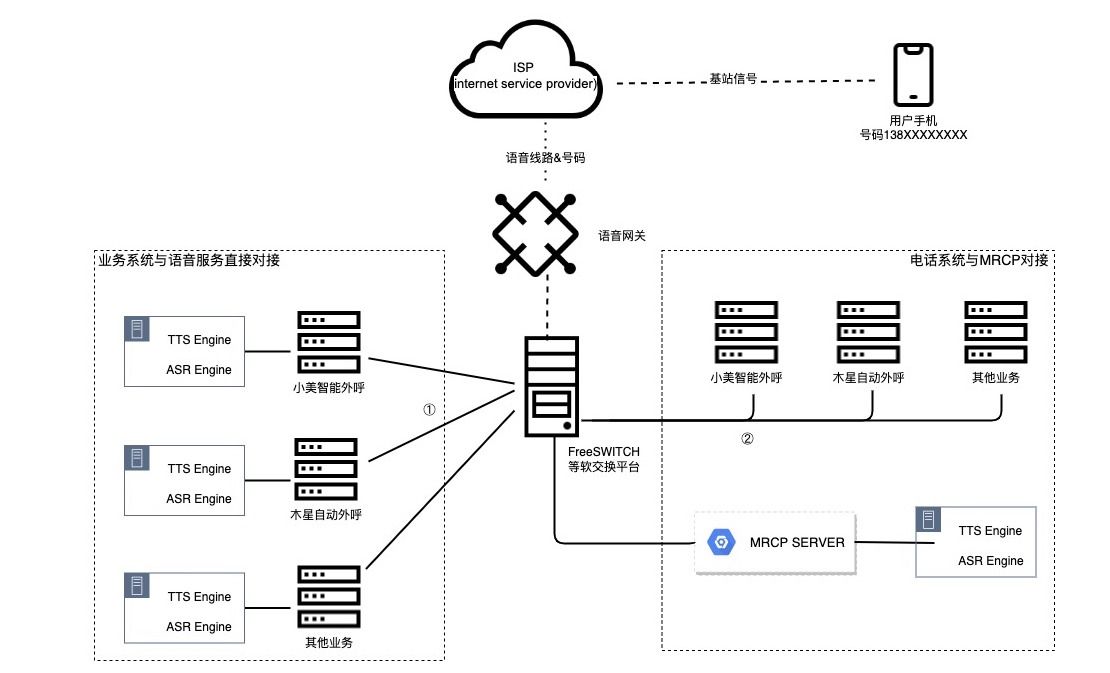 ISP
(internet service provider)
基站信号
用户手机
号码138XXXXXXXX
语音线路&号码
语音网关
业务系统与语音服务直接对接
TTS Engine
ASR Engine
小美智能外呼
①
TTS Engine
ASR Engine
木星自动外呼
TTS Engine
ASR Engine
其他业务
FreeSWITCH
等软交换平台
电话系统与MRCP对接
小美智能外呼
木星自动外呼
其他业务
②
MRCP SERVER
TTS Engine
ASR Engine